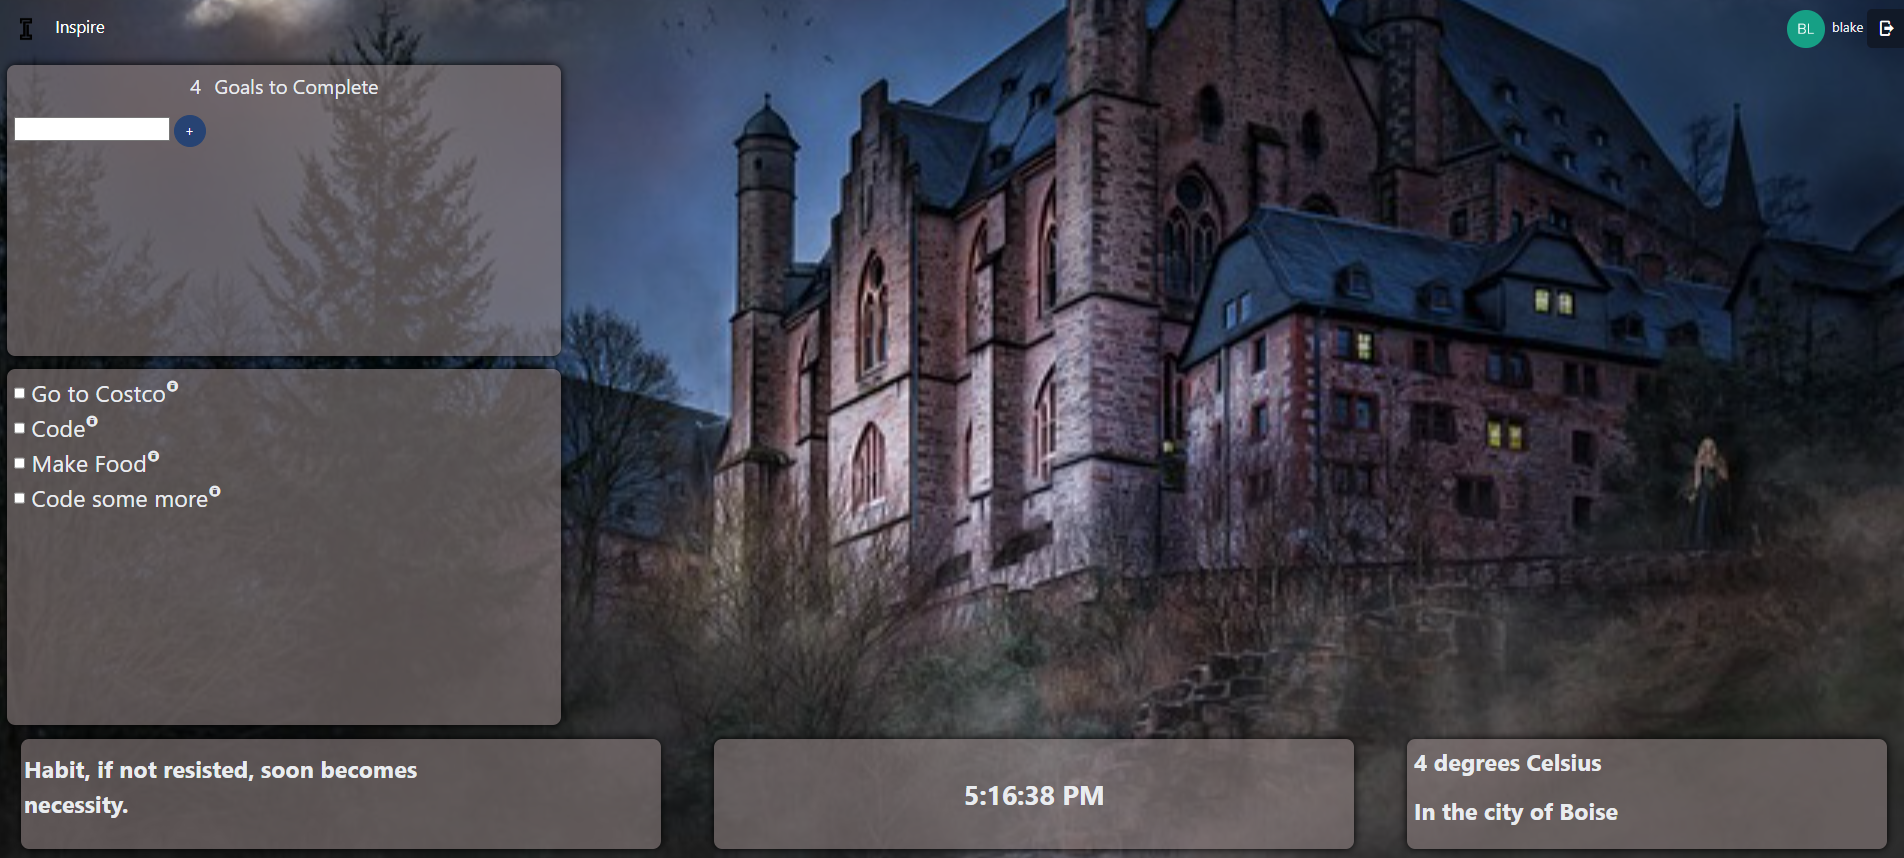 Inspire
BL blake
4 Goals to Complete
+
Go to Costco
Code
Make Food
Code some more
Habit, if not resisted, soon becomes
necessity.
5:16:38 PM
4 degrees Celsius
In the city of Boise